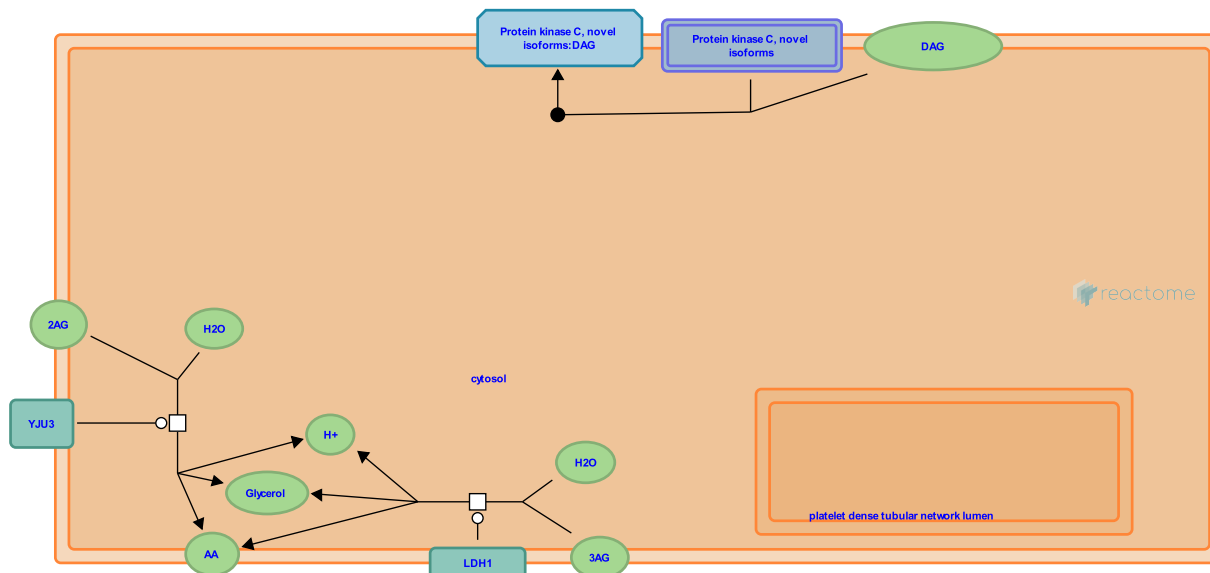 Protein kinase C, novel
isoforms:DAG
Protein kinase C, novel
isoforms
DAG
reactome
2AG
H2O
cytosol
YJU3
H+
H2O
Glycerol
platelet dense tubular network lumen
AA
LDH1
3AG